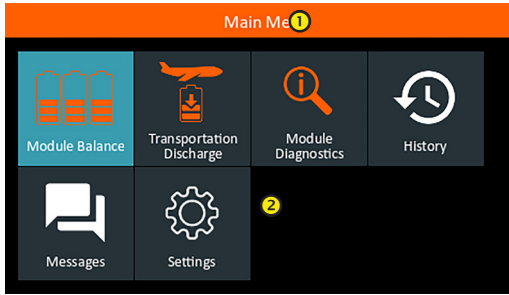 Main Me 1
Module Balance
Transportation
Discharge
Module
Diagnostics
History
2
Messages
Settings